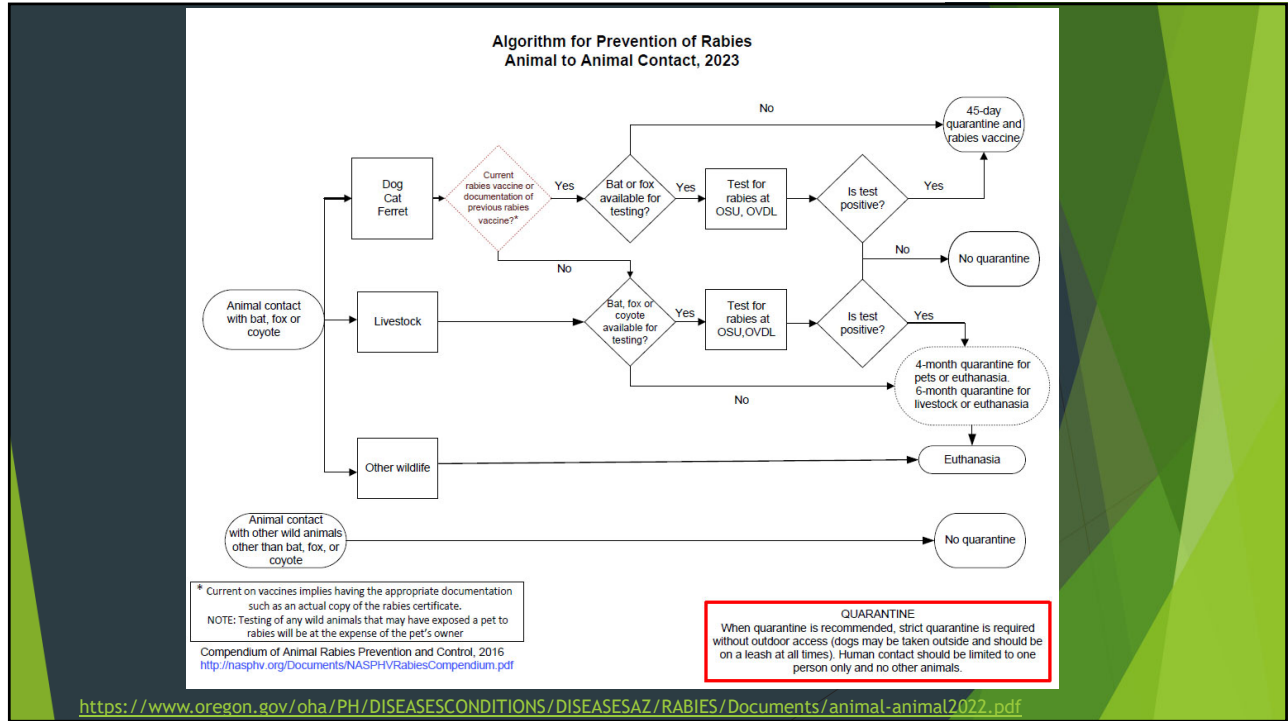 Algorithm for Prevention of Rabies
Animal to Animal Contact, 2023
No
45-day
quarantine and
rabies vaccine
Dog
Cat
Ferret
Current
rabies vaccine or
documentation of
previous rabies
vaccine?*
Yes
Bat or fox
available for
testing?
Yes
Test for
rabies at
OSU, OVDL
Is test
positive?
Yes
No
No quarantine
No
Animal contact
with bat, fox or
coyote
Livestock
Bat, fox or
coyote
available for
testing?
Yes
Test for
rabies at
OSU,OVDL
Is test
positive?
Yes
4-month quarantine for
pets or euthanasia.
6-month quarantine for
livestock or euthanasia
No
Other wildlife
Euthanasia
Animal contact
with other wild animals
other than bat, fox, or
coyote
No quarantine
* Current on vaccines implies having the appropriate documentation
such as an actual copy of the rabies certificate.
NOTE: Testing of any wild animals that may have exposed a pet to
rabies will be at the expense of the pet's owner
Compendium of Animal Rabies Prevention and Control, 2016
http://nasphv.org/Documents/NASPHVRabiesCompendium.pdf
QUARANTINE
When quarantine is recommended, strict quarantine is required
without outdoor access (dogs may be taken outside and should be
on a leash at all times). Human contact should be limited to one
person only and no other animals.
https://www.oregon.gov/oha/PH/DISEASESCONDITIONS/DISEASESAZ/RABIES/Documents/animal-animal2022.pdf